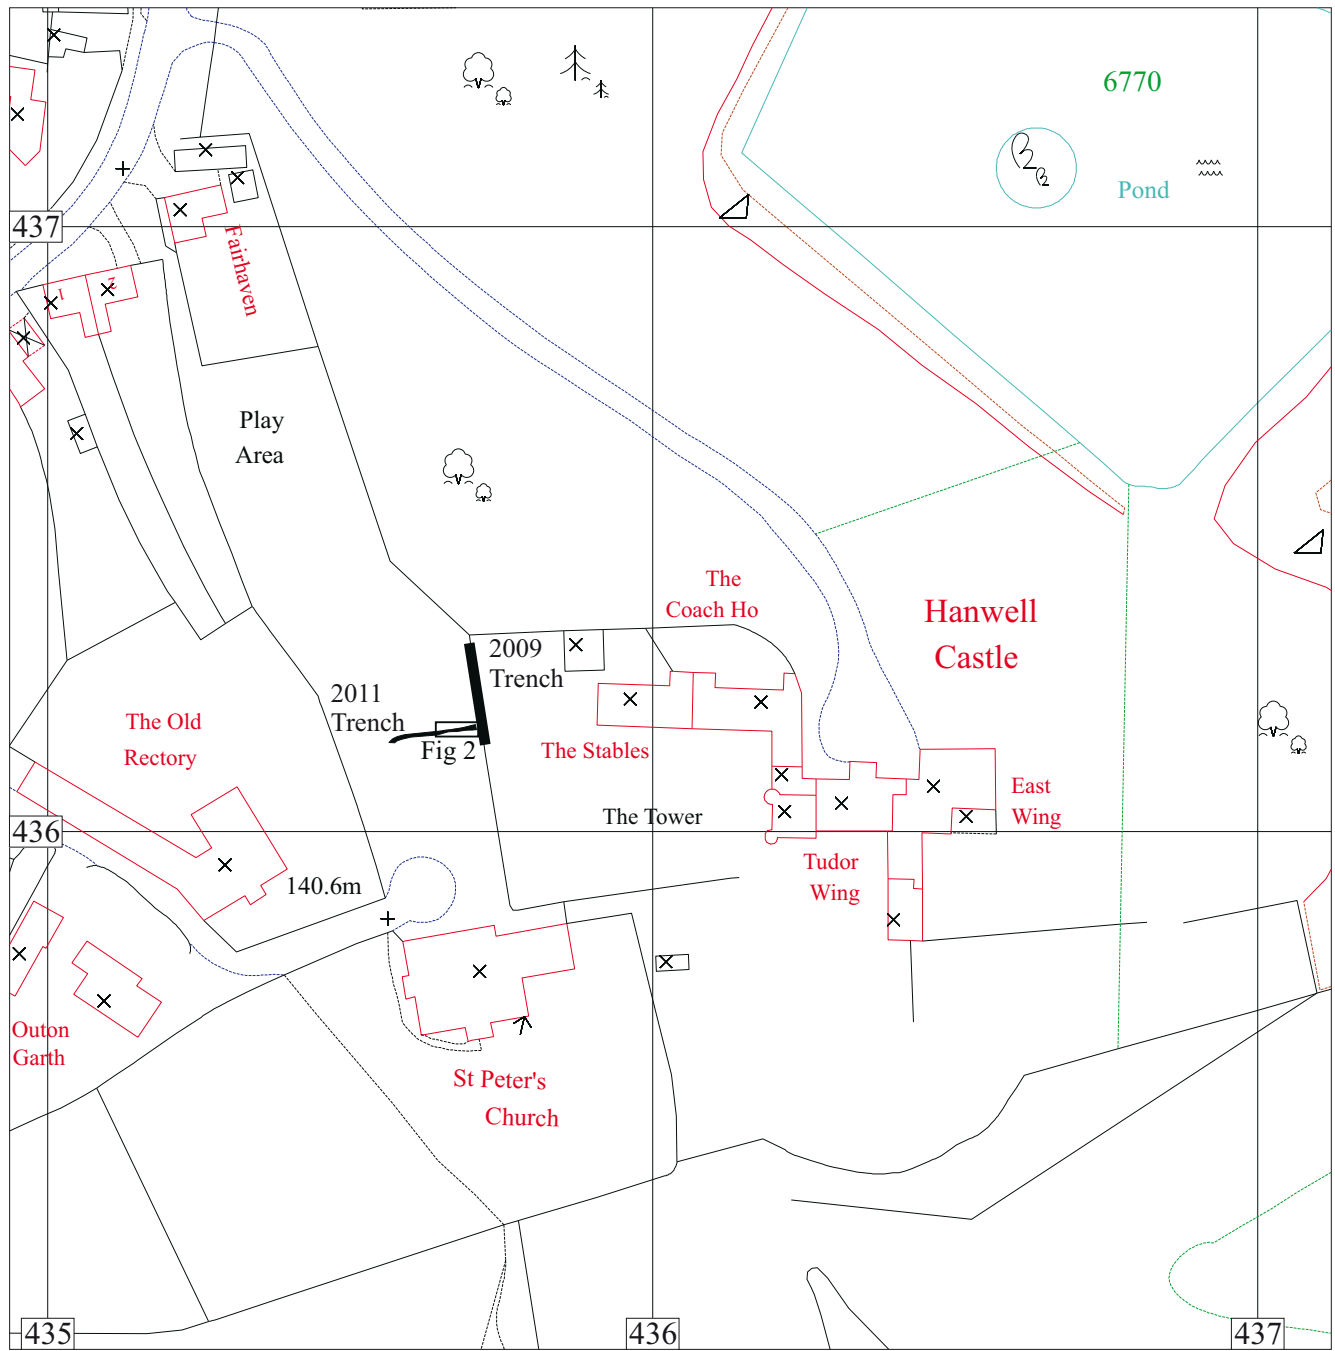 6770
Pond
437
Fairhaven
1
2
Play
Area
The
Coach Ho
Hanwell
Castle
2009
Trench
2011
Trench
Fig 2
The Old
Rectory
The Stables
East
Wing
The Tower
436
Tudor
Wing
140.6m
Outon
Garth
St Peter's
Church
435
436
437